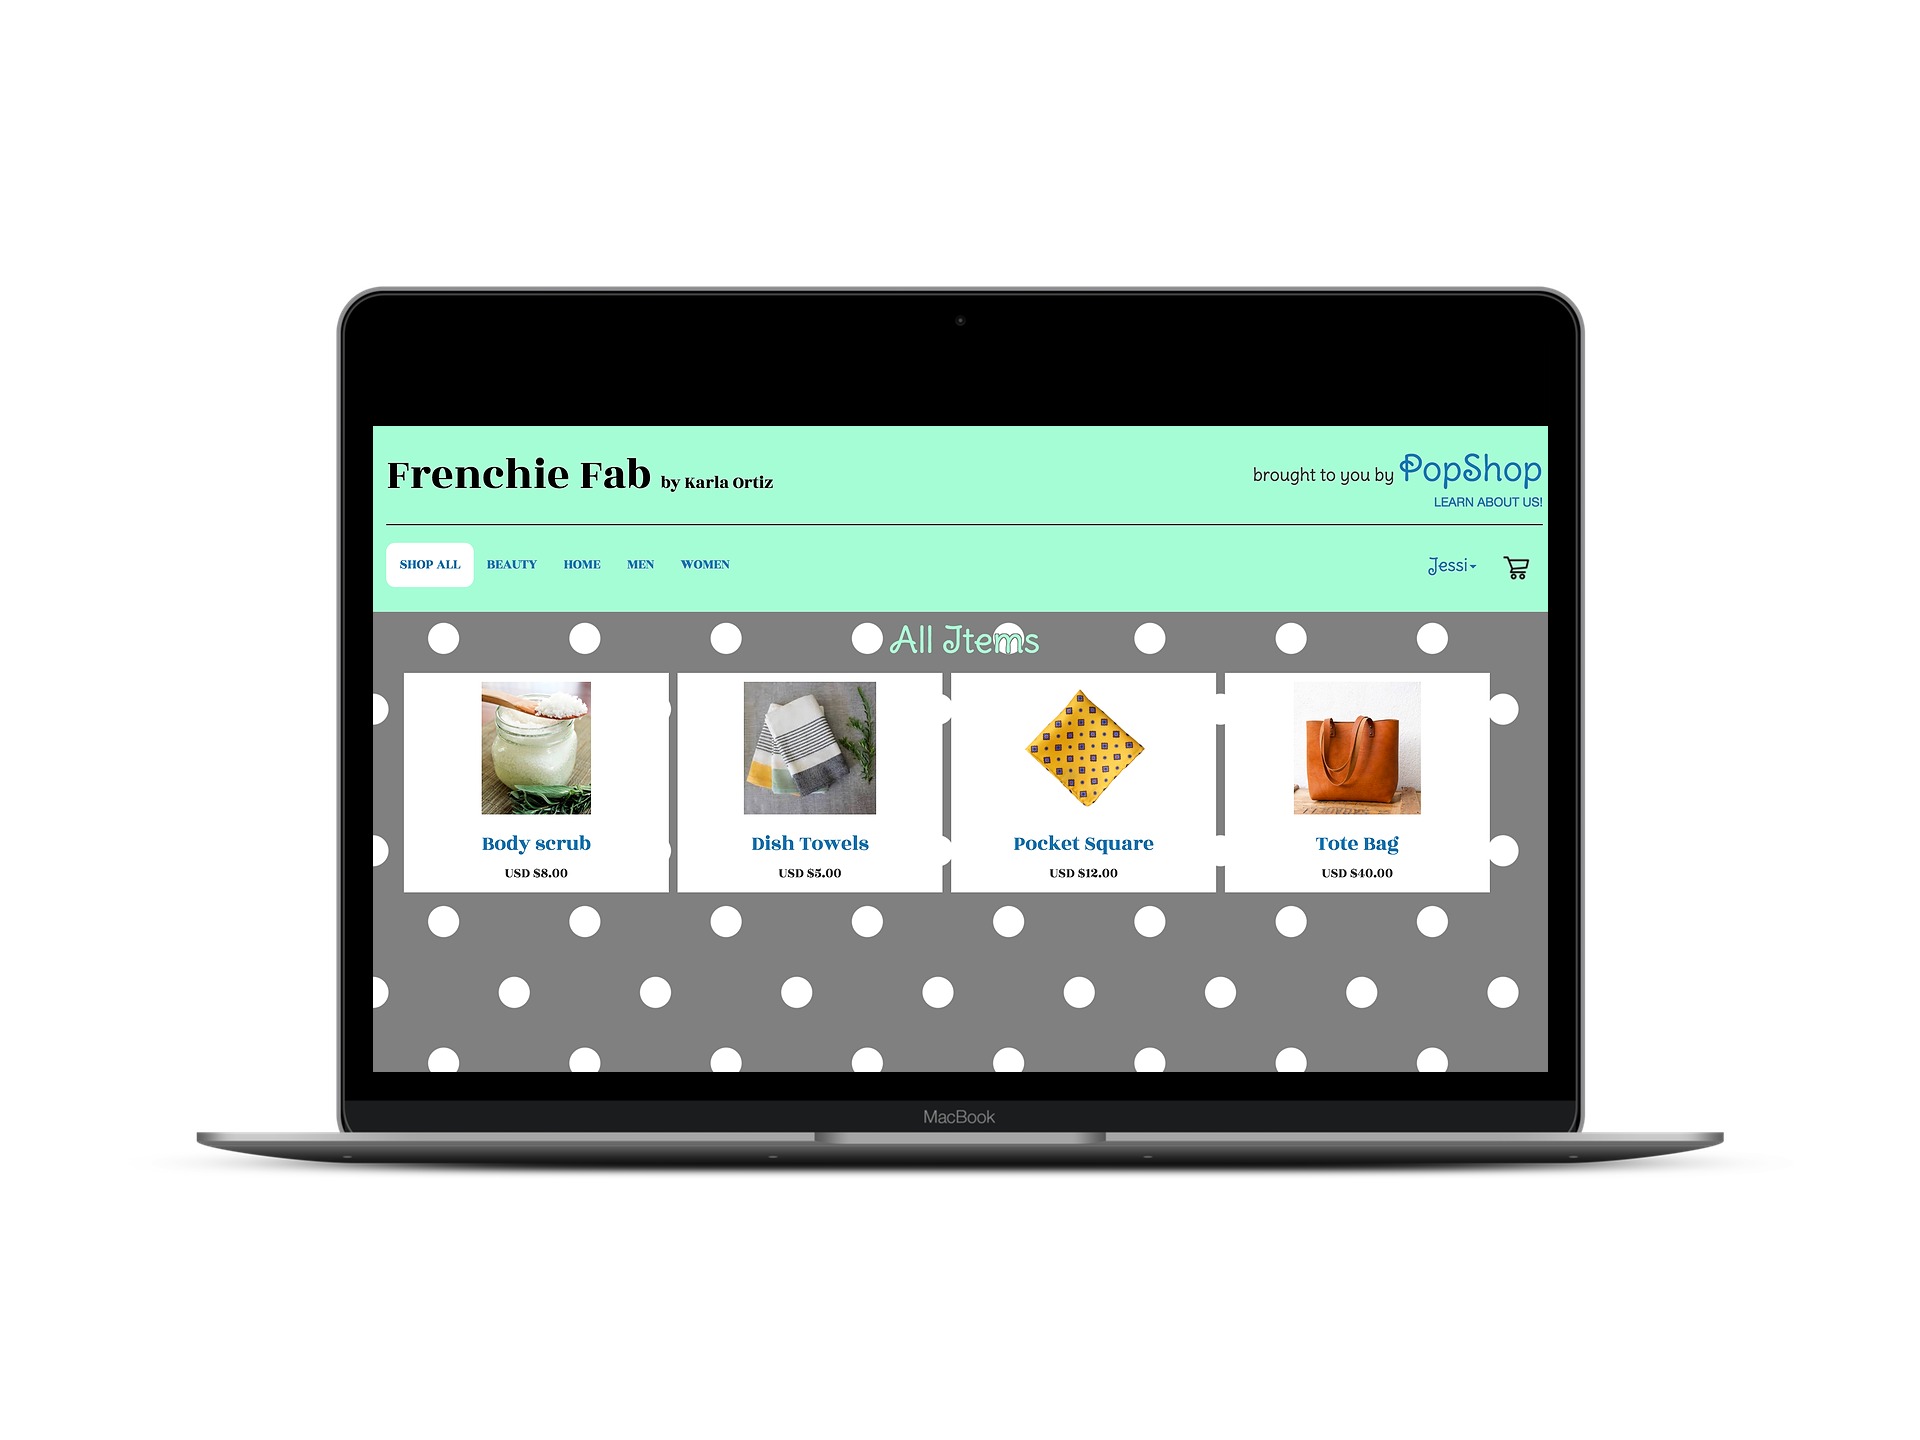 Frenchie Fab by Karla Ortiz
brought to you by PopShop
LEARN ABOUT US!
SHOP ALL BEAUTY HOME MEN WOMEN Jessi
All Items
Body scrub
USD $8.00
Dish Towels
USD $5.00
Pocket Square
USD $12.00
Tote Bag
USD $40.00
MacBook